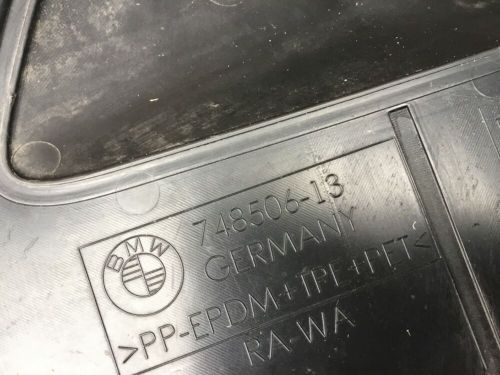 BMW
748506-13
GERMANY
>PP-EPDM+TPE+PET<
RA-WA